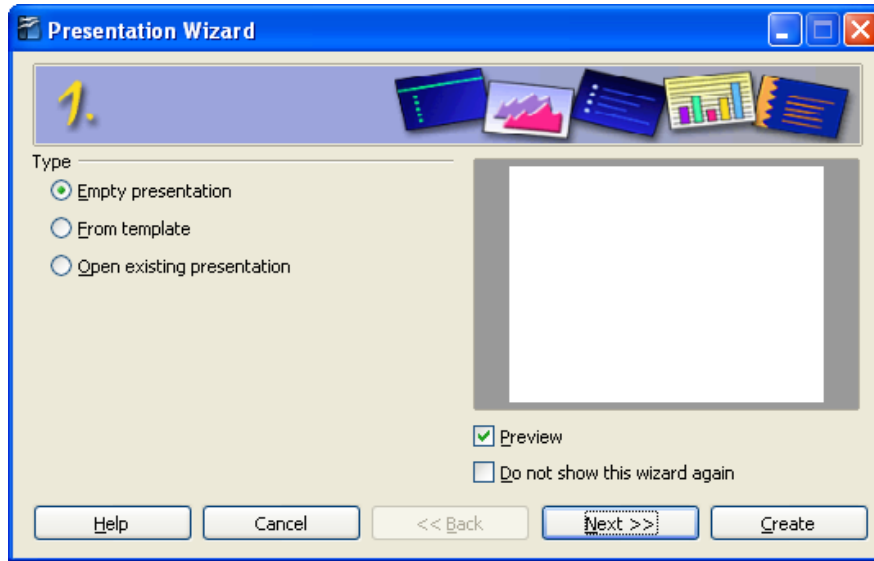 Presentation Wizard
1.
Type
Empty presentation
From template
Open existing presentation
Preview
Do not show this wizard again
Help Cancel << Back Next >> Create